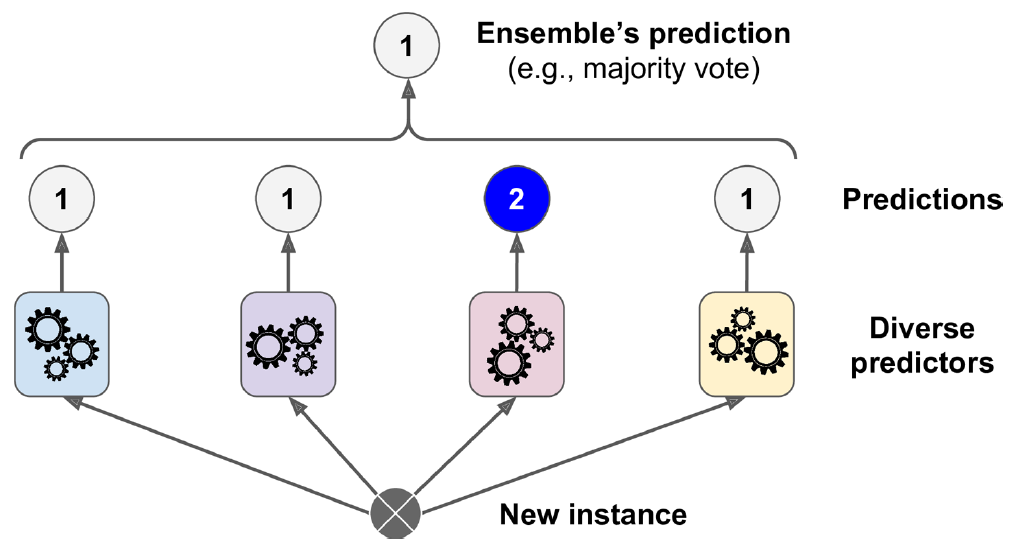 1
Ensemble's prediction
(e.g., majority vote)
1
1
2
1
Predictions
Diverse
predictors
New instance